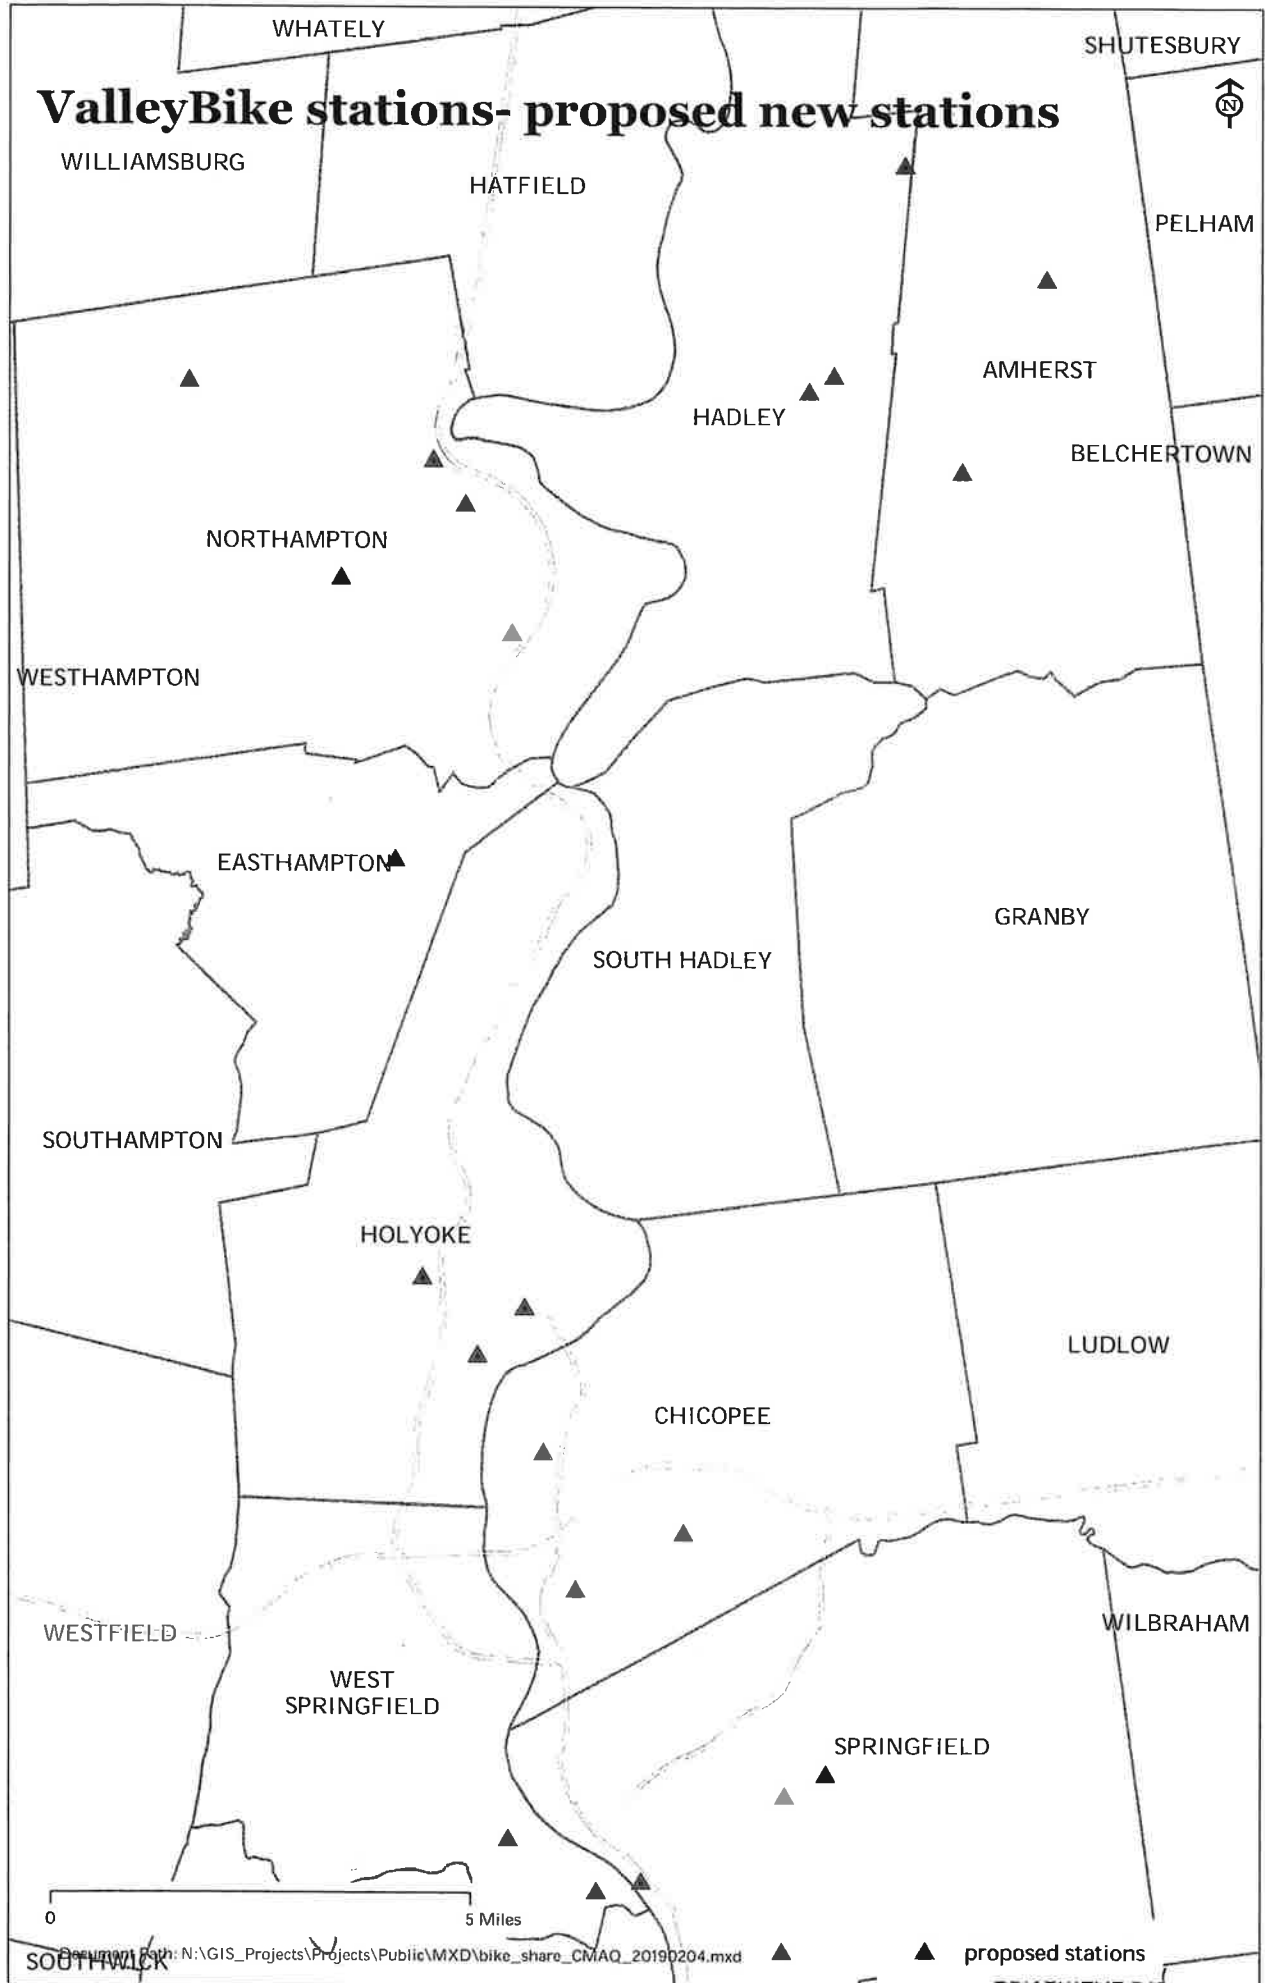 WHATELY
SHUTESBURY
ValleyBike stations- proposed new stations
N
WILLIAMSBURG
HATFIELD
PELHAM
AMHERST
HADLEY
BELCHERTOWN
NORTHAMPTON
WESTHAMPTON
EASTHAMPTON
GRANBY
SOUTH HADLEY
SOUTHAMPTON
HOLYOKE
LUDLOW
CHICOPEE
WESTFIELD
WILBRAHAM
WEST
SPRINGFIELD
SPRINGFIELD
0
5 Miles
Document Path: N:\GIS_Projects\Projects\Public\MXD\bike_share_CMAQ_20190204.mxd
proposed stations
SOUTHWICK